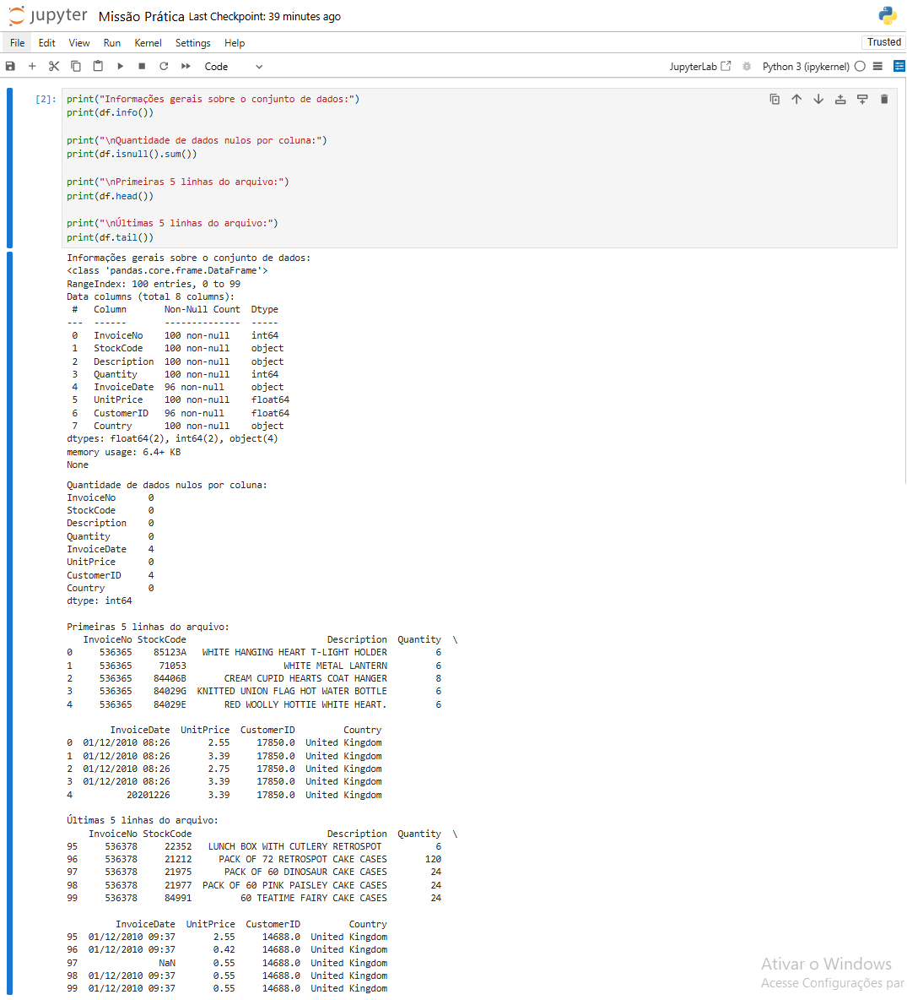 jupyter Missão Prática Last Checkpoint: 39 minutes ago
File Edit View Run Kernel Settings Help Trusted
Code JupyterLab Python 3 (ipykernel)
[2]: print("Informações gerais sobre o conjunto de dados:")
print(df.info())
print("\nQuantidade de dados nulos por coluna:")
print(df.isnull().sum())
print("\nPrimeiras 5 linhas do arquivo:")
print(df.head())
print("\nÚltimas 5 linhas do arquivo:")
print(df.tail())
Informações gerais sobre o conjunto de dados:
<class 'pandas.core.frame.DataFrame'>
RangeIndex: 100 entries, 0 to 99
Data columns (total 8 columns):
 #   Column       Non-Null Count  Dtype
---  ------       --------------  -----
 0   InvoiceNo    100 non-null    int64
 1   StockCode    100 non-null    object
 2   Description  100 non-null    object
 3   Quantity     100 non-null    int64
 4   InvoiceDate  96 non-null     object
 5   UnitPrice    100 non-null    float64
 6   CustomerID   96 non-null     float64
 7   Country      100 non-null    object
dtypes: float64(2), int64(2), object(4)
memory usage: 6.4+ KB
None
Quantidade de dados nulos por coluna:
InvoiceNo      0
StockCode      0
Description    0
Quantity       0
InvoiceDate    4
UnitPrice      0
CustomerID     4
Country        0
dtype: int64
Primeiras 5 linhas do arquivo:
   InvoiceNo StockCode                          Description  Quantity  \
0     536365    85123A   WHITE HANGING HEART T-LIGHT HOLDER         6
1     536365     71053                  WHITE METAL LANTERN         6
2     536365    84406B       CREAM CUPID HEARTS COAT HANGER         8
3     536365    84029G  KNITTED UNION FLAG HOT WATER BOTTLE         6
4     536365    84029E       RED WOOLLY HOTTIE WHITE HEART.         6
        InvoiceDate  UnitPrice  CustomerID         Country
0  01/12/2010 08:26       2.55     17850.0  United Kingdom
1  01/12/2010 08:26       3.39     17850.0  United Kingdom
2  01/12/2010 08:26       2.75     17850.0  United Kingdom
3  01/12/2010 08:26       3.39     17850.0  United Kingdom
4          20201226       3.39     17850.0  United Kingdom
Últimas 5 linhas do arquivo:
    InvoiceNo StockCode                         Description  Quantity  \
95     536378     22352   LUNCH BOX WITH CUTLERY RETROSPOT          6
96     536378     21212     PACK OF 72 RETROSPOT CAKE CASES       120
97     536378     21975      PACK OF 60 DINOSAUR CAKE CASES        24
98     536378     21977  PACK OF 60 PINK PAISLEY CAKE CASES        24
99     536378     84991         60 TEATIME FAIRY CAKE CASES        24
         InvoiceDate  UnitPrice  CustomerID         Country
95  01/12/2010 09:37       2.55     14688.0  United Kingdom
96  01/12/2010 09:37       0.42     14688.0  United Kingdom
97               NaN       0.55     14688.0  United Kingdom
98  01/12/2010 09:37       0.55     14688.0  United Kingdom
99  01/12/2010 09:37       0.55     14688.0  United Kingdom
Ativar o Windows
Acesse Configurações par